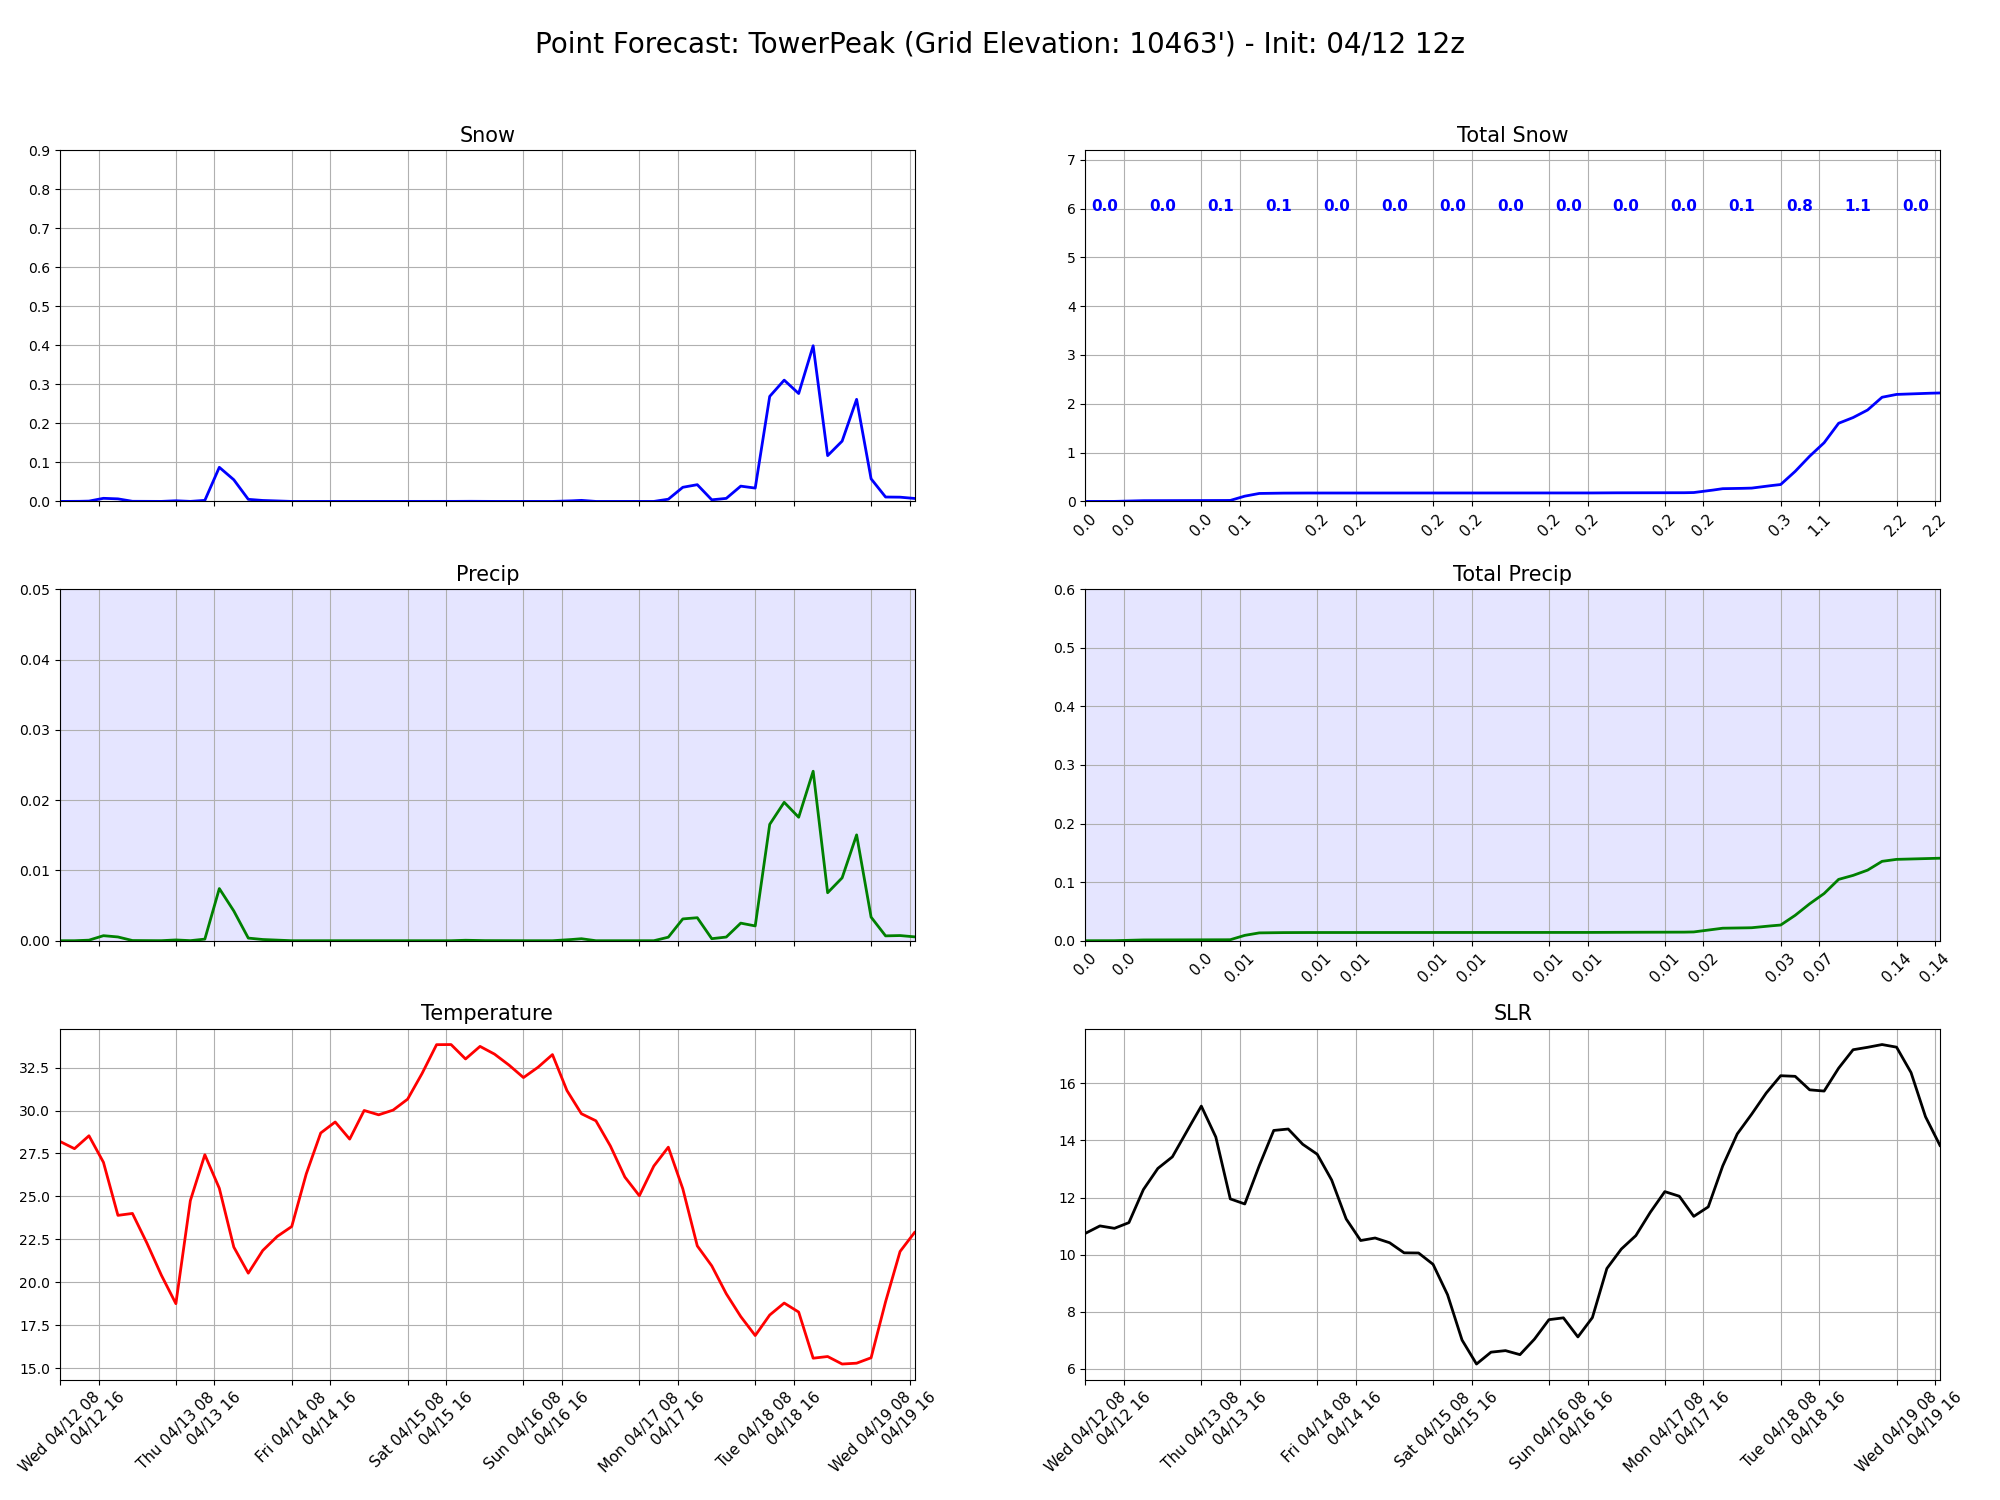 Point Forecast: TowerPeak (Grid Elevation: 10463') - Init: 04/12 12z
Snow
0.9
0.8
0.7
0.6
0.5
0.4
0.3
0.2
0.1
0.0
Total Snow
7
6
5
4
3
2
1
0
0.0 0.0 0.1 0.1 0.0 0.0 0.0 0.0 0.0 0.0 0.0 0.1 0.8 1.1 0.0
0.0 0.0 0.0 0.1 0.2 0.2 0.2 0.2 0.2 0.2 0.2 0.2 0.3 1.1 2.2 2.2
Precip
0.05
0.04
0.03
0.02
0.01
0.00
Total Precip
0.6
0.5
0.4
0.3
0.2
0.1
0.0
0.0 0.0 0.0 0.01 0.01 0.01 0.01 0.01 0.01 0.01 0.01 0.02 0.03 0.07 0.14 0.14
Temperature
32.5
30.0
27.5
25.0
22.5
20.0
17.5
15.0
Wed 04/12 08
04/12 16
Thu 04/13 08
04/13 16
Fri 04/14 08
04/14 16
Sat 04/15 08
04/15 16
Sun 04/16 08
04/16 16
Mon 04/17 08
04/17 16
Tue 04/18 08
04/18 16
Wed 04/19 08
04/19 16
SLR
16
14
12
10
8
6
Wed 04/12 08
04/12 16
Thu 04/13 08
04/13 16
Fri 04/14 08
04/14 16
Sat 04/15 08
04/15 16
Sun 04/16 08
04/16 16
Mon 04/17 08
04/17 16
Tue 04/18 08
04/18 16
Wed 04/19 08
04/19 16